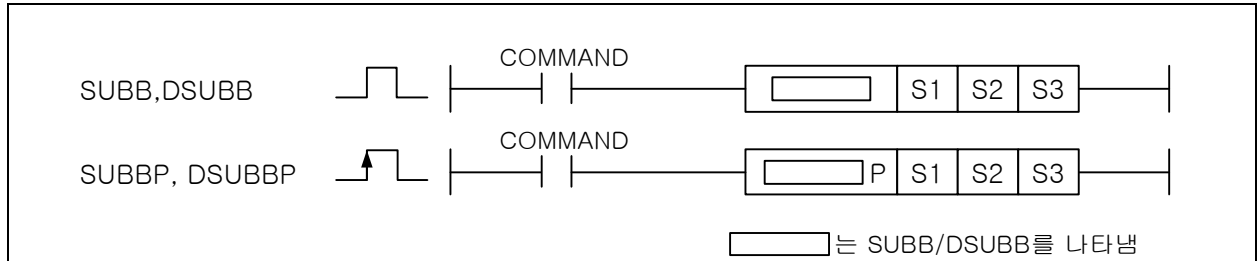 COMMAND
SUBB,DSUBB S1 S2 S3
COMMAND
SUBBP, DSUBBP P S1 S2 S3
는 SUBB/DSUBB를 나타냄